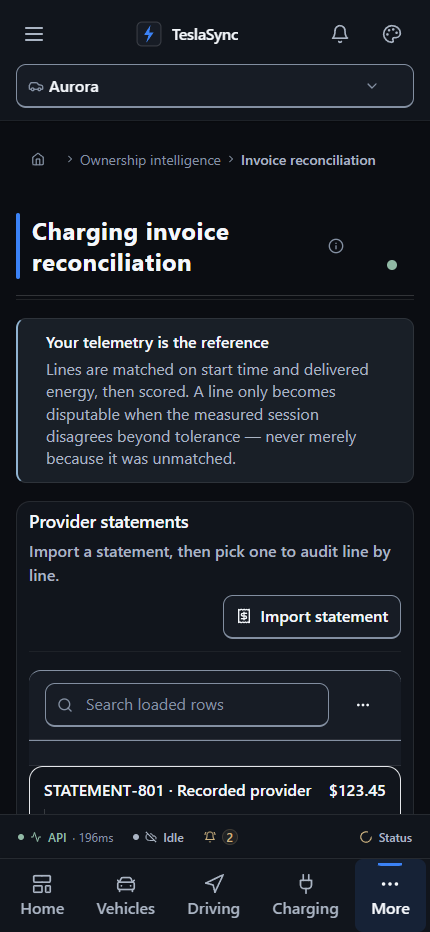 TeslaSync
Aurora
Ownership intelligence
Invoice reconciliation
Charging invoice
reconciliation
Your telemetry is the reference
Lines are matched on start time and delivered
energy, then scored. A line only becomes
disputable when the measured session
disagrees beyond tolerance — never merely
because it was unmatched.
Provider statements
Import a statement, then pick one to audit line by
line.
Import statement
Search loaded rows
STATEMENT-801 · Recorded provider $123.45
API · 196ms Idle 2 Status
Home Vehicles Driving Charging More